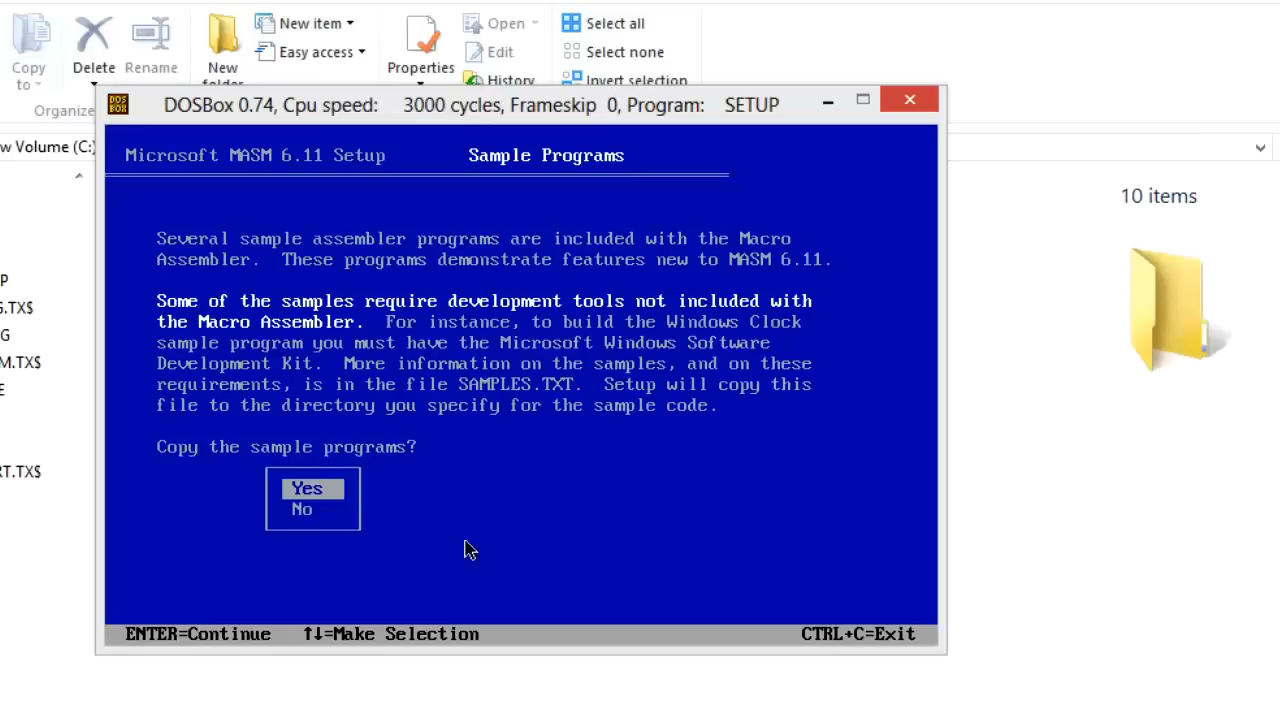 Copy
to
Delete
Rename
New
folder
New item
Easy access
Properties
Open
Edit
History
Select all
Select none
Invert selection
Organize
DOS
BOX
DOSBox 0.74, Cpu speed: 3000 cycles, Frameskip 0, Program: SETUP
w Volume (C:)
10 items
P
G.TX$
G
M.TX$
E
RT.TX$
Microsoft MASM 6.11 Setup Sample Programs
Several sample assembler programs are included with the Macro
Assembler. These programs demonstrate features new to MASM 6.11.
Some of the samples require development tools not included with
the Macro Assembler. For instance, to build the Windows Clock
sample program you must have the Microsoft Windows Software
Development Kit. More information on the samples, and on these
requirements, is in the file SAMPLES.TXT. Setup will copy this
file to the directory you specify for the sample code.
Copy the sample programs?
Yes
No
ENTER=Continue ↑↓=Make Selection CTRL+C=Exit